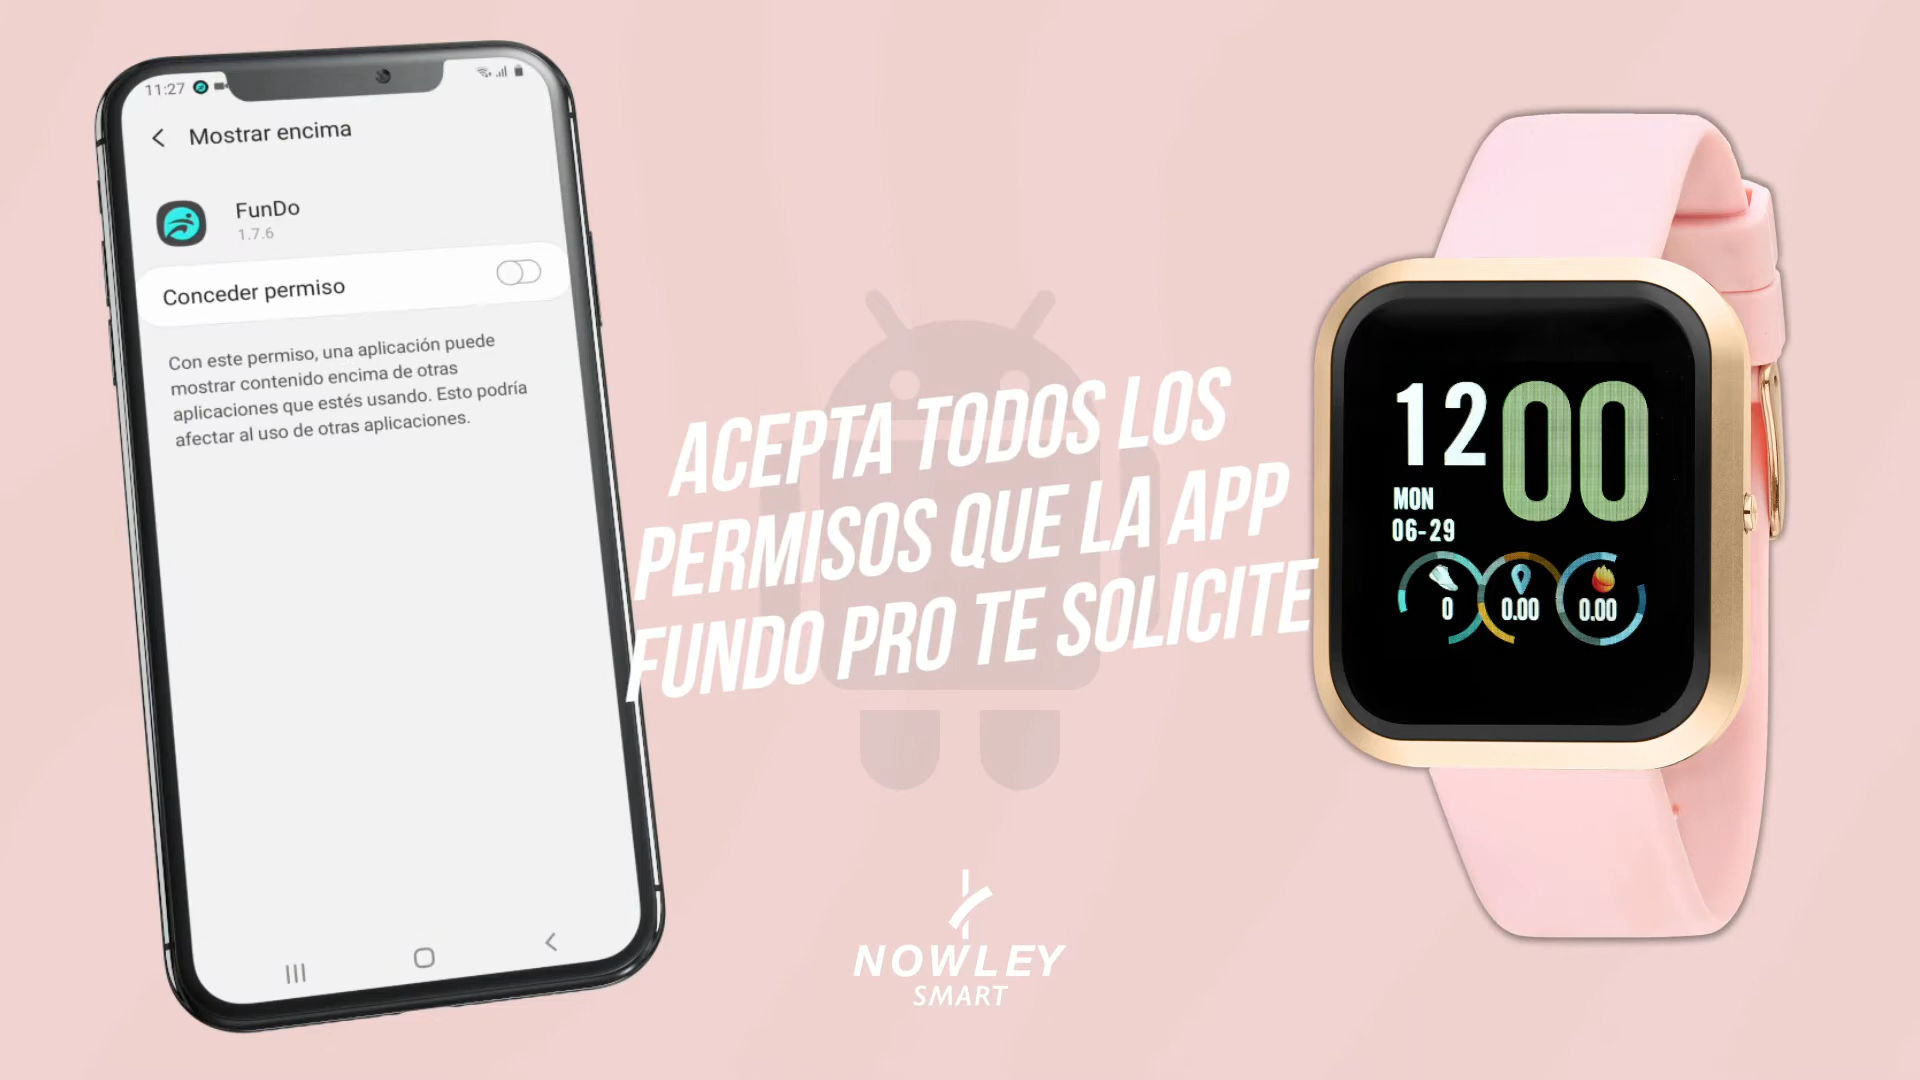 11:27
Mostrar encima
FunDo
1.7.6
Conceder permiso
Con este permiso, una aplicación puede
mostrar contenido encima de otras
aplicaciones que estés usando. Esto podría
afectar al uso de otras aplicaciones.
ACEPTA TODOS LOS
PERMISOS QUE LA APP
FUNDO PRO TE SOLICITE
NOWLEY
SMART
12 00
MON
06-29
0 0.00 0.00